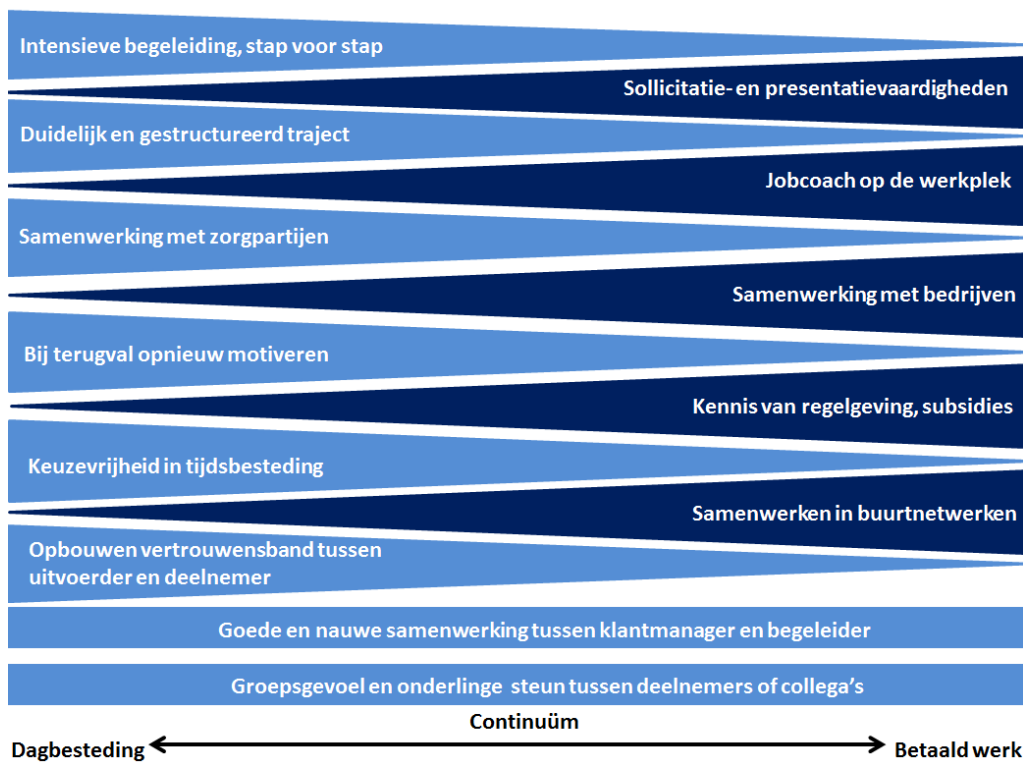 Intensieve begeleiding, stap voor stap
Sollicitatie- en presentatievaardigheden
Duidelijk en gestructureerd traject
Jobcoach op de werkplek
Samenwerking met zorgpartijen
Samenwerking met bedrijven
Bij terugval opnieuw motiveren
Kennis van regelgeving, subsidies
Keuzevrijheid in tijdsbesteding
Samenwerken in buurtnetwerken
Opbouwen vertrouwensband tussen
uitvoerder en deelnemer
Goede en nauwe samenwerking tussen klantmanager en begeleider
Groepsgevoel en onderlinge steun tussen deelnemers of collega’s
Continuüm
Dagbesteding
Betaald werk